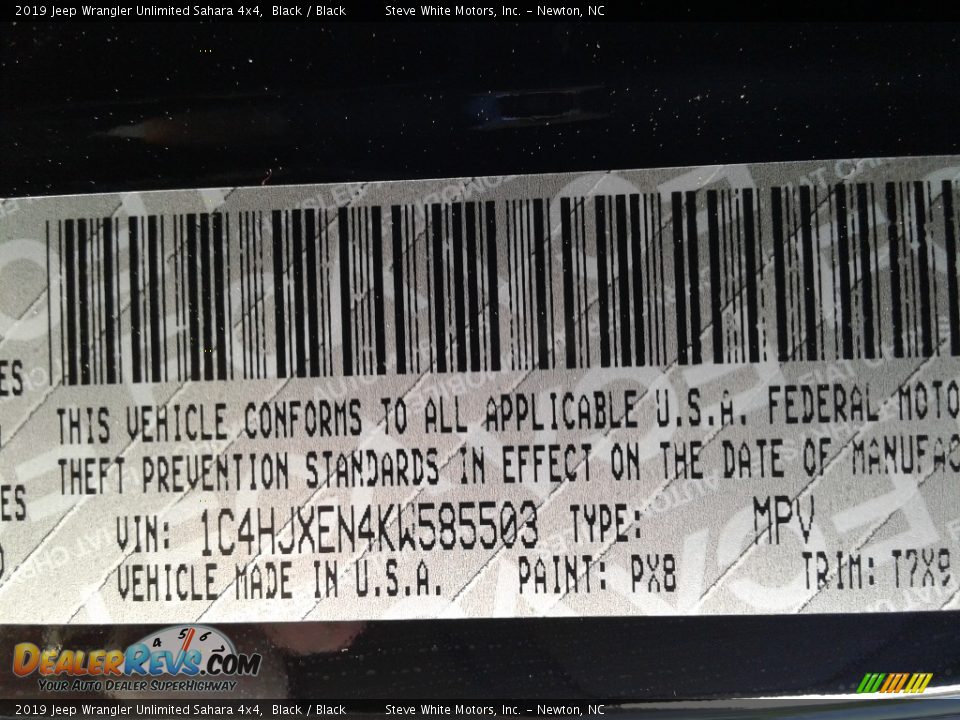 2019 Jeep Wrangler Unlimited Sahara 4x4, Black / Black Steve White Motors, Inc. - Newton, NC
THIS VEHICLE CONFORMS TO ALL APPLICABLE U.S.A. FEDERAL MOTO
THEFT PREVENTION STANDARDS IN EFFECT ON THE DATE OF MANUFAC
VIN: 1C4HJXEN4KW585503 TYPE: MPV
VEHICLE MADE IN U.S.A. PAINT: PX8 TRIM: T7X9
DealerRevs.com
Your Auto Dealer SuperHighway
2019 Jeep Wrangler Unlimited Sahara 4x4, Black / Black Steve White Motors, Inc. - Newton, NC